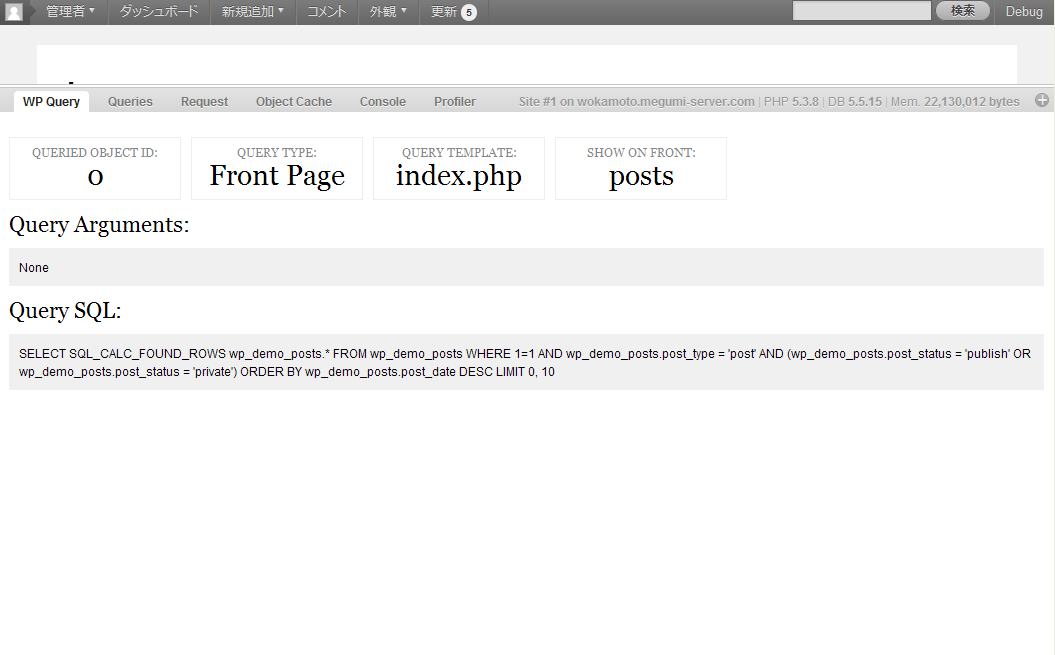 管理者 ダッシュボード 新規追加 コメント 外観 更新 5 検索 Debug
WP Query Queries Request Object Cache Console Profiler Site #1 on wokamoto.megumi-server.com | PHP 5.3.8 | DB 5.5.15 | Mem. 22,130,012 bytes
QUERIED OBJECT ID: QUERY TYPE: QUERY TEMPLATE: SHOW ON FRONT:
0 Front Page index.php posts
Query Arguments:
None
Query SQL:
SELECT SQL_CALC_FOUND_ROWS wp_demo_posts.* FROM wp_demo_posts WHERE 1=1 AND wp_demo_posts.post_type = 'post' AND (wp_demo_posts.post_status = 'publish' OR
wp_demo_posts.post_status = 'private') ORDER BY wp_demo_posts.post_date DESC LIMIT 0, 10